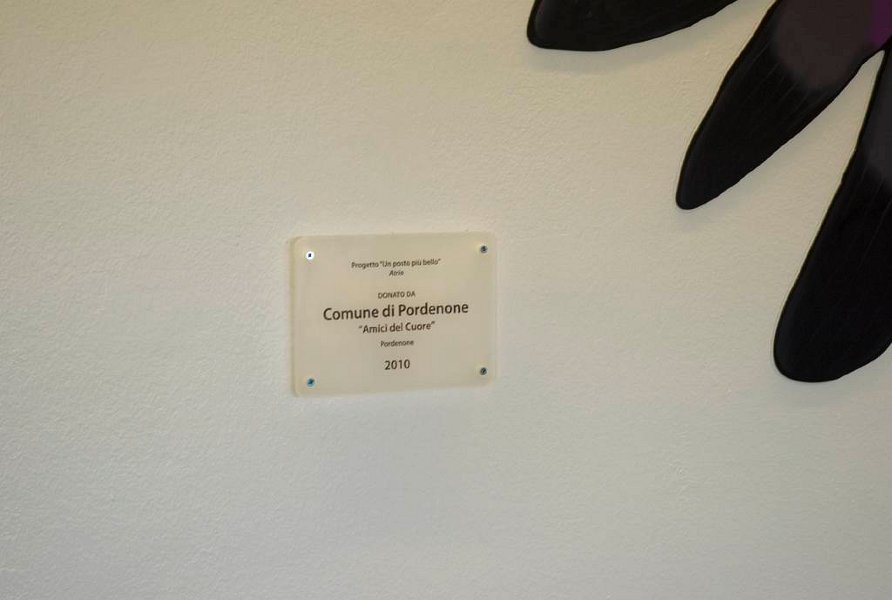 Progetto "Un posto più bello"
Atrio
DONATO DA
Comune di Pordenone
"Amici del Cuore"
Pordenone
2010